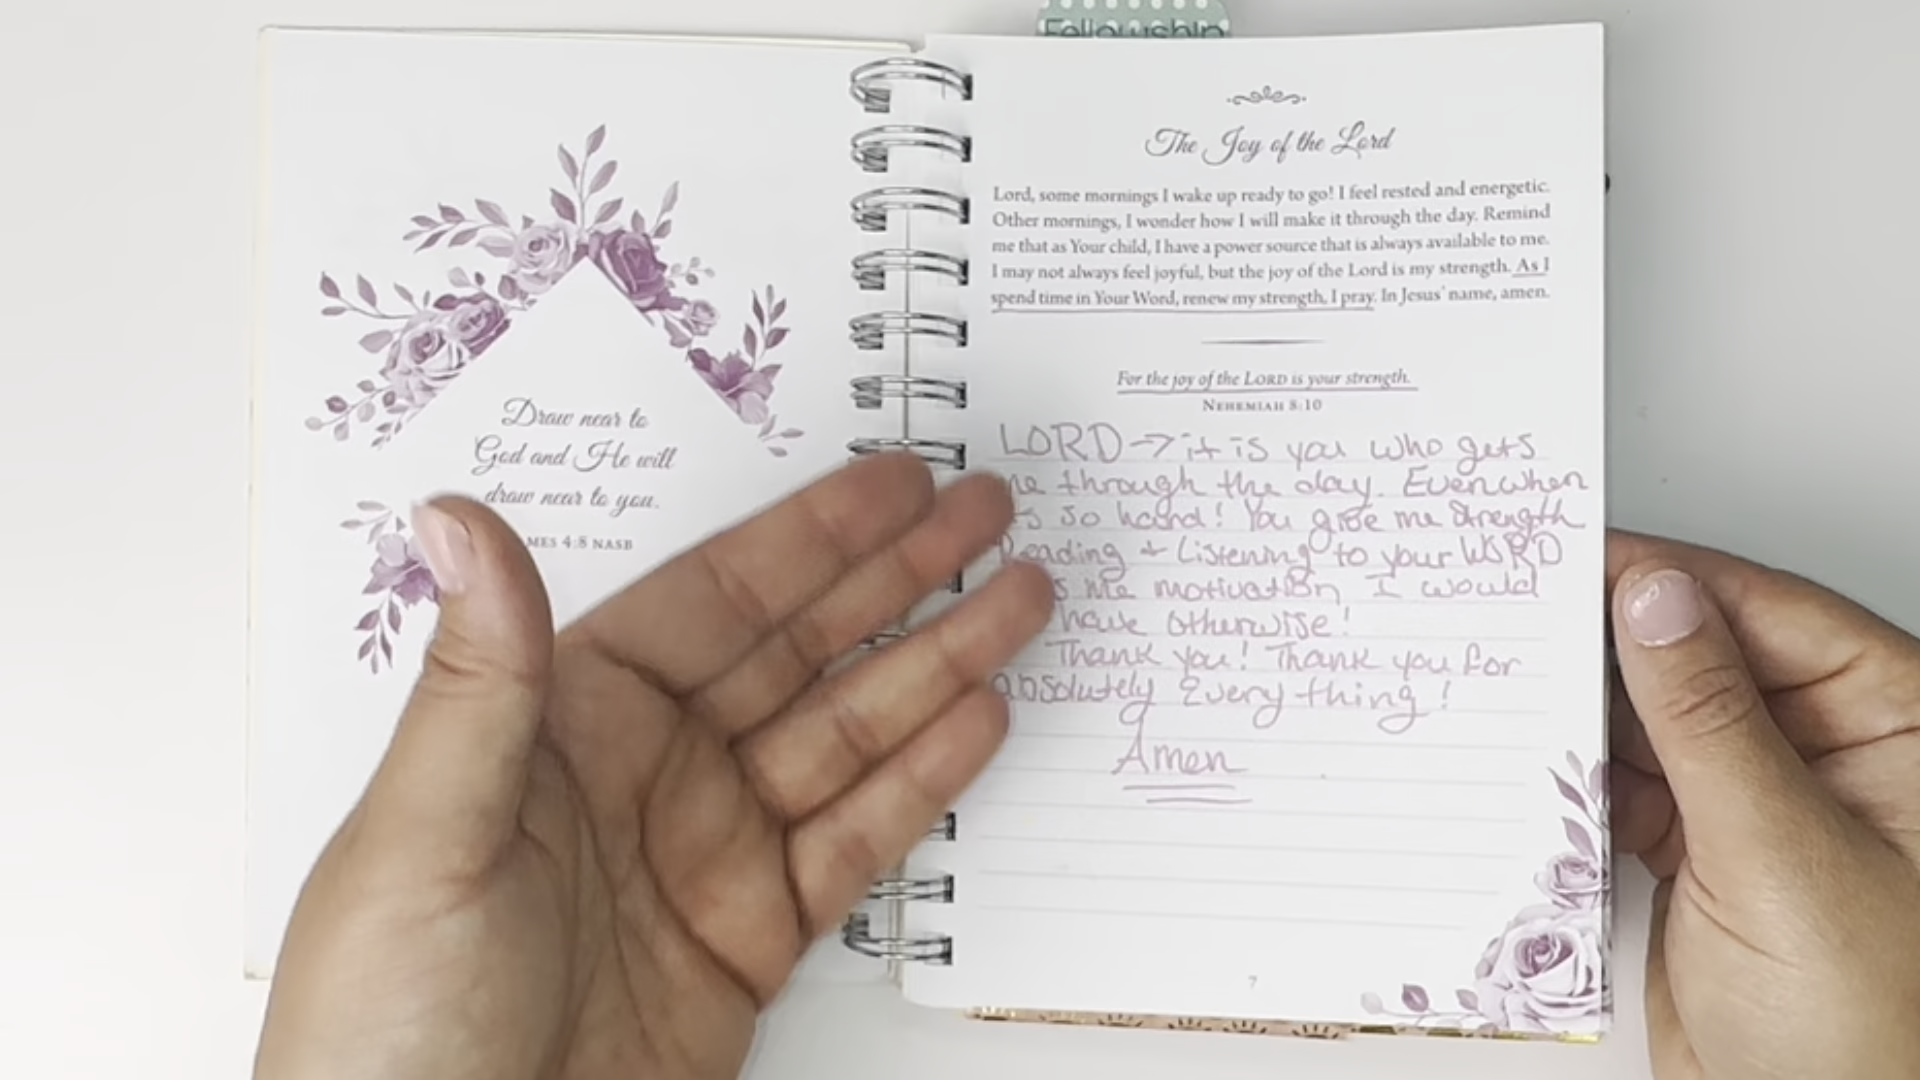 Fellowship
Draw near to
God and He will
draw near to you.
MES 4:8 NASB
The Joy of the Lord
Lord, some mornings I wake up ready to go! I feel rested and energetic.
Other mornings, I wonder how I will make it through the day. Remind
me that as Your child, I have a power source that is always available to me.
I may not always feel joyful, but the joy of the Lord is my strength. As I
spend time in Your Word, renew my strength, I pray. In Jesus' name, amen.
For the joy of the LORD is your strength.
NEHEMIAH 8:10
LORD → it is you who gets
me through the day. Even when
so hard! You give me strength
Reading & Listening to your WORD
me motivation I would
have otherwise!
Thank you! Thank you for
absolutely everything!
Amen
7